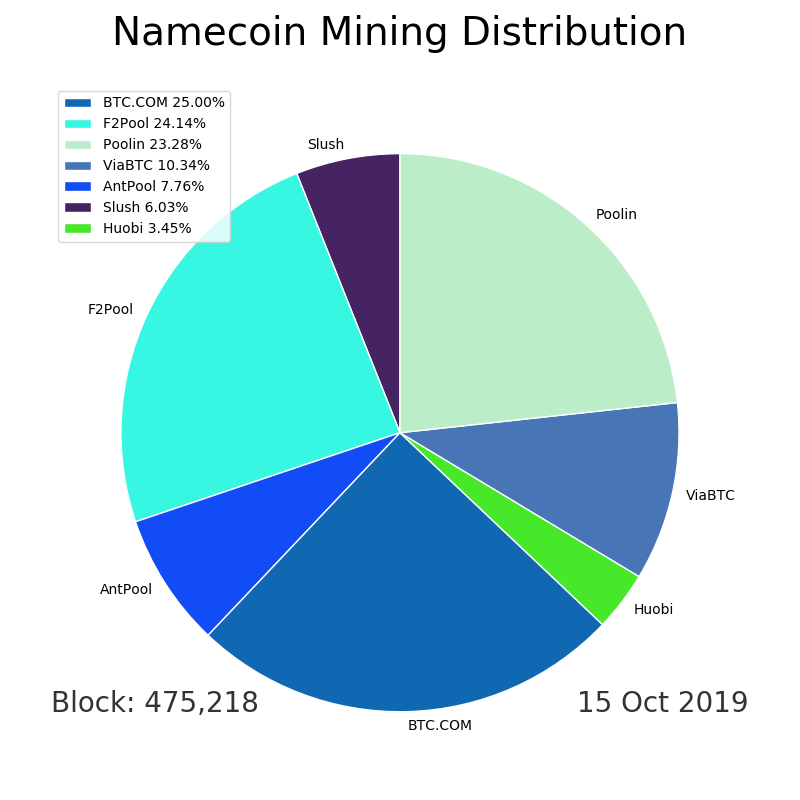 Namecoin Mining Distribution
BTC.COM 25.00%
F2Pool 24.14%
Poolin 23.28%
ViaBTC 10.34%
AntPool 7.76%
Slush 6.03%
Huobi 3.45%
Slush
Poolin
F2Pool
ViaBTC
AntPool
Huobi
Block: 475,218
15 Oct 2019
BTC.COM